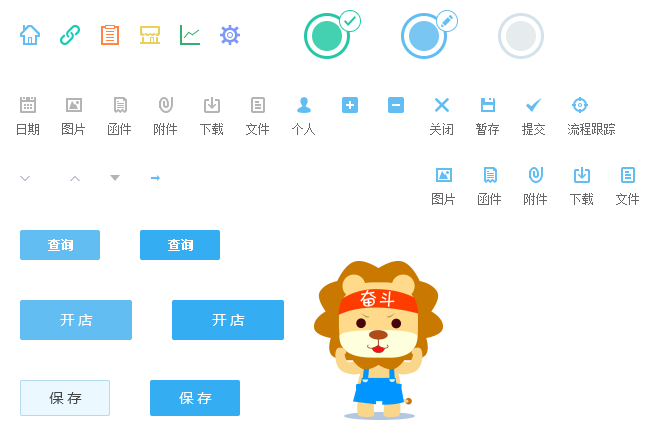 日期 图片 函件 附件 下载 文件 个人 关闭 暂存 提交 流程跟踪
图片 函件 附件 下载 文件
查询 查询
奋斗
开店 开店
保存 保存